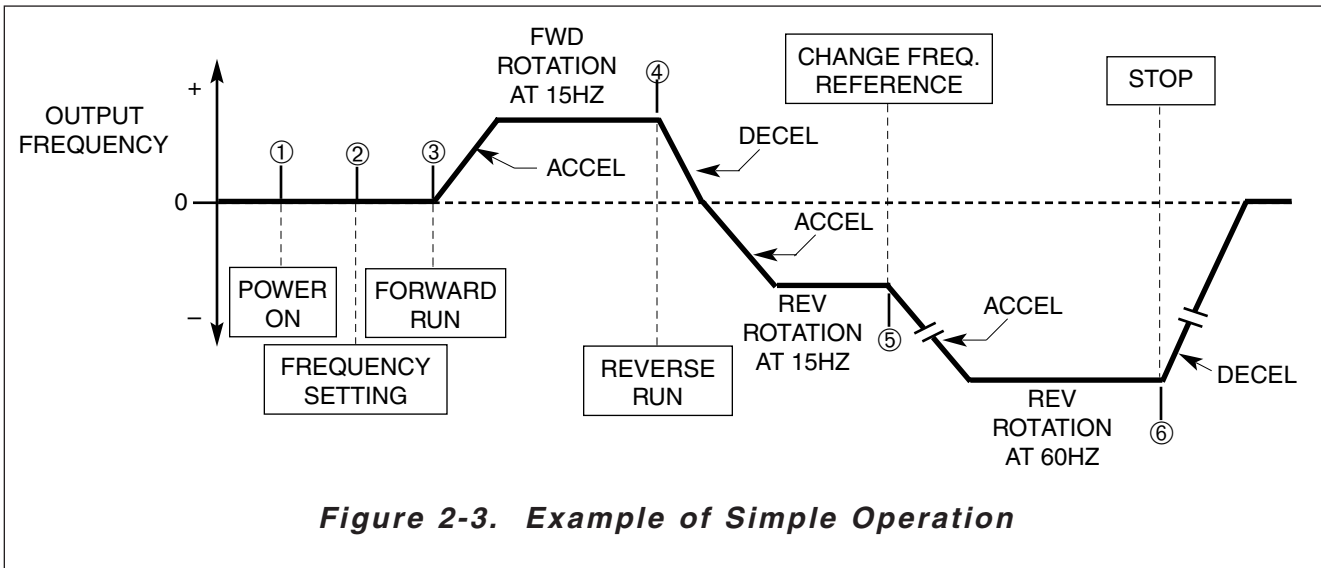 FWD
ROTATION
AT 15HZ
④
CHANGE FREQ.
REFERENCE
STOP
+
OUTPUT
FREQUENCY
①
②
③
ACCEL
DECEL
0
ACCEL
–
POWER
ON
FORWARD
RUN
FREQUENCY
SETTING
REVERSE
RUN
REV
ROTATION
AT 15HZ
⑤
ACCEL
REV
ROTATION
AT 60HZ
⑥
DECEL
Figure 2-3. Example of Simple Operation